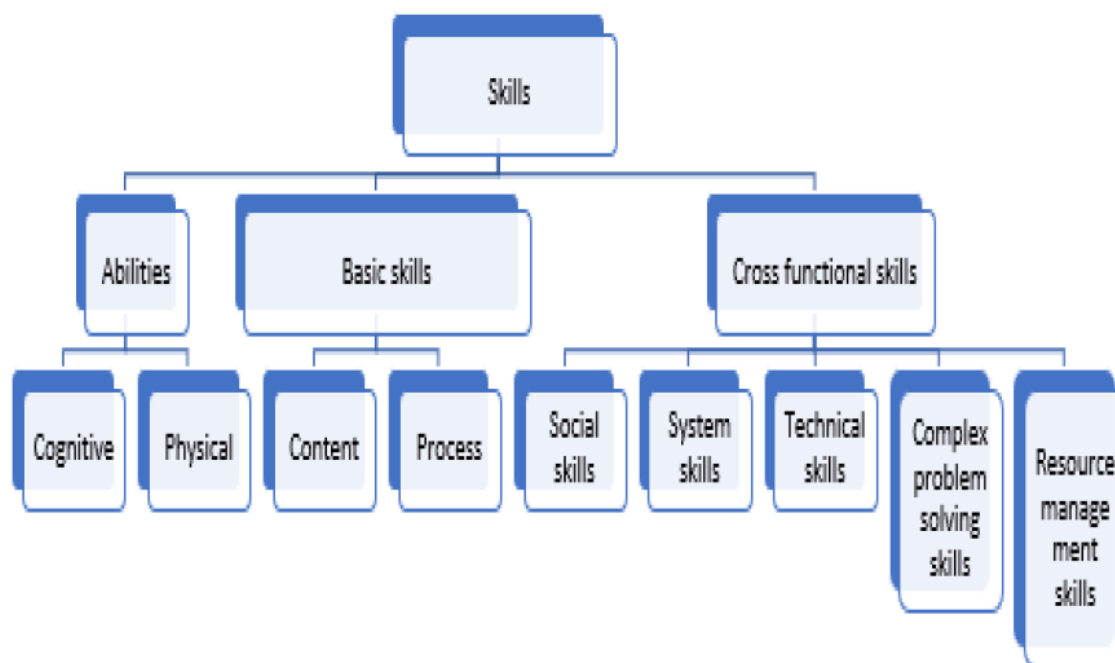 Skills
Abilities
Basic skills
Cross functional skills
Cognitive
Physical
Content
Process
Social
skills
System
skills
Technical
skills
Complex
problem
solving
skills
Resource
manage
ment
skills